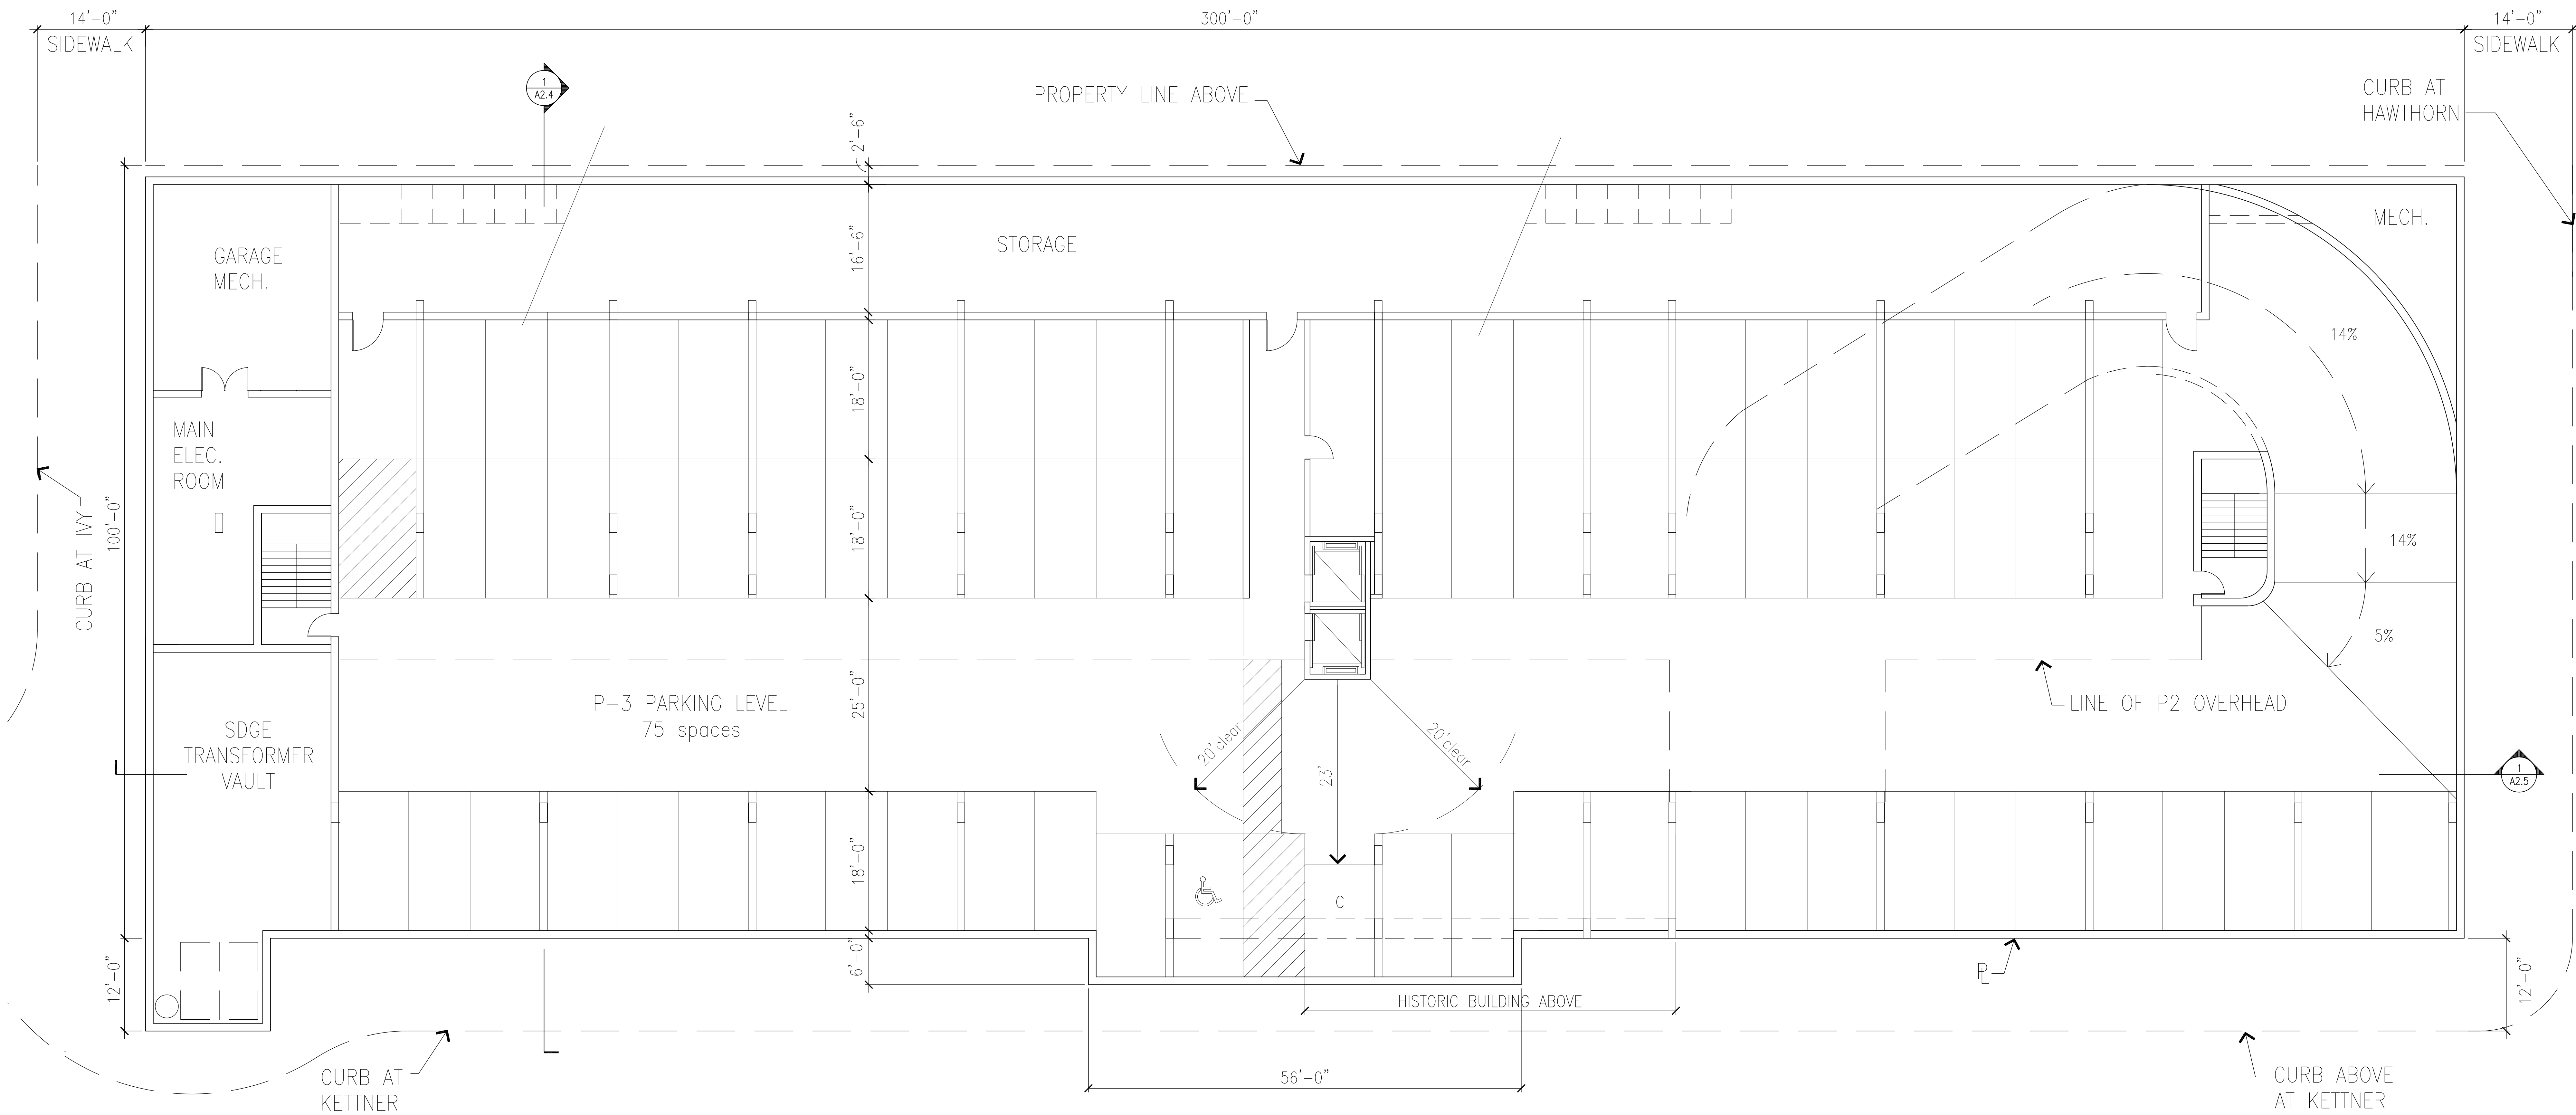 14'-0"
300'-0"
14'-0"
SIDEWALK
SIDEWALK
1
A2.4
PROPERTY LINE ABOVE
CURB AT
HAWTHORN
2'-6"
16'-6"
18'-0"
18'-0"
25'-0"
18'-0"
6'-0"
GARAGE
MECH.
STORAGE
MECH.
14%
14%
5%
MAIN
ELEC.
ROOM
CURB AT IVY
100'-0"
12'-0"
P-3 PARKING LEVEL
75 spaces
SDGE
TRANSFORMER
VAULT
20'clear
23'
20'clear
LINE OF P2 OVERHEAD
1
A2.5
C
PL
HISTORIC BUILDING ABOVE
12'-0"
56'-0"
CURB AT
KETTNER
CURB ABOVE
AT KETTNER